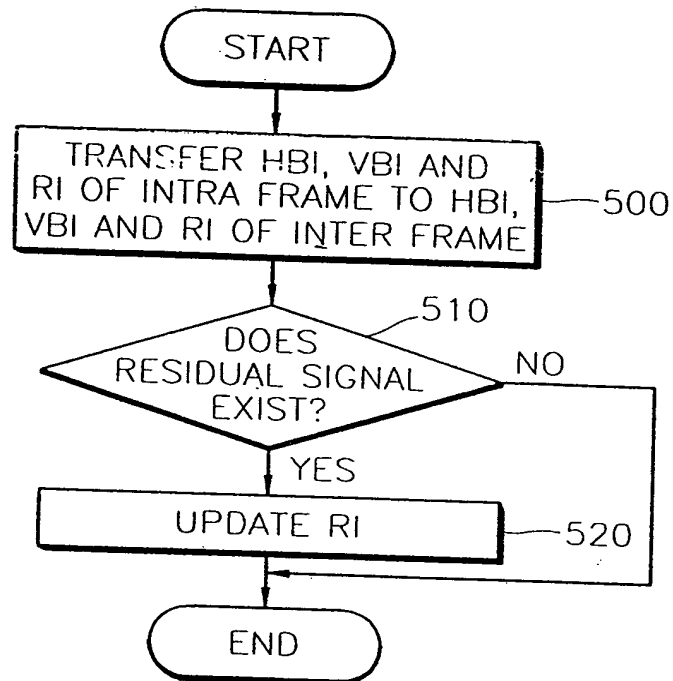 START
TRANSFER HBI, VBI AND
RI OF INTRA FRAME TO HBI,
VBI AND RI OF INTER FRAME
500
510
DOES
RESIDUAL SIGNAL
EXIST?
NO
YES
UPDATE RI
520
END